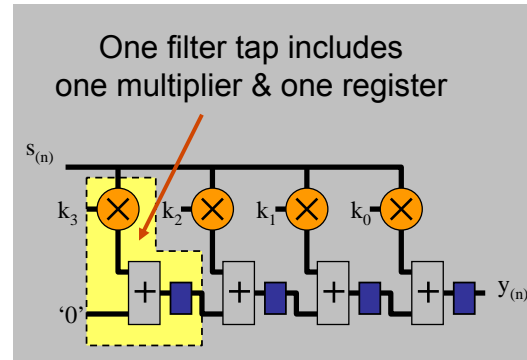 One filter tap includes
one multiplier & one register
s(n)
k3
k2
k1
k0
+
+
+
+
'0'
y(n)